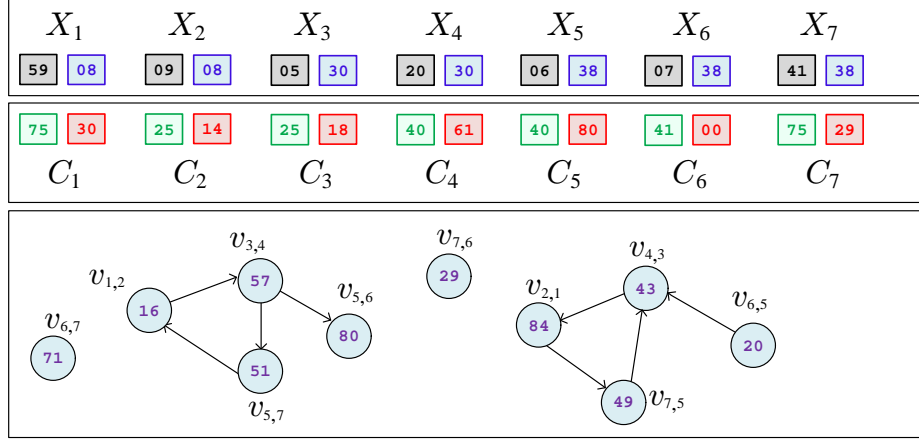 X₁ X₂ X₃ X₄ X₅ X₆ X₇
59 08 09 08 05 30 20 30 06 38 07 38 41 38
75 30 25 14 25 18 40 61 40 80 41 00 75 29
C₁ C₂ C₃ C₄ C₅ C₆ C₇
v₃,₄ v₇,₆ v₄,₃
v₁,₂ 57 29 43
v₅,₆ v₂,₁ v₆,₅
16 80 84 20
v₆,₇
71 51 49 v₇,₅
v₅,₇